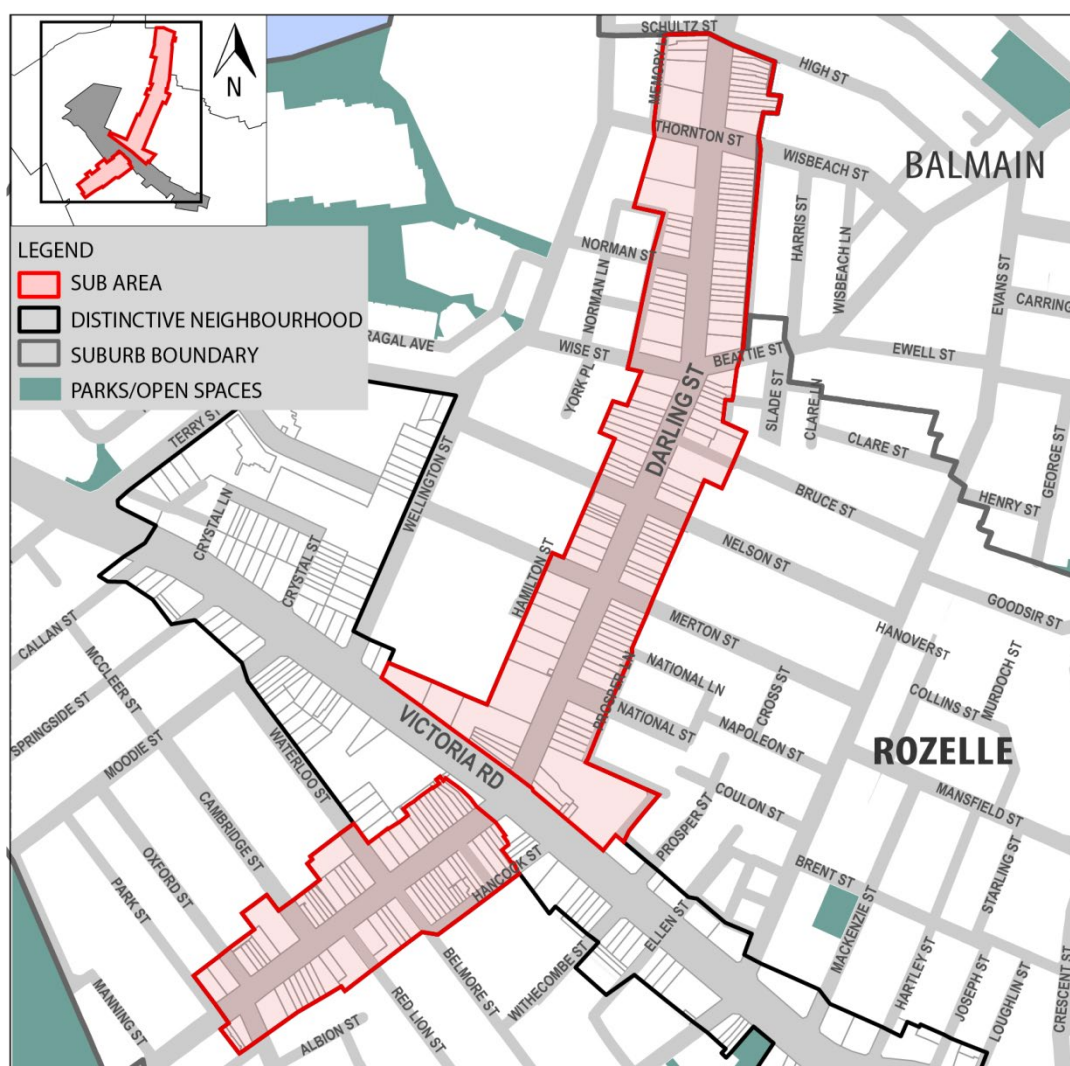 N
LEGEND
SUB AREA
DISTINCTIVE NEIGHBOURHOOD
SUBURB BOUNDARY
PARKS/OPEN SPACES
SCHULTZ ST
HIGH ST
THORNTON ST
WISBEACH ST
BALMAIN
HARRIS ST
WISBEACH LN
NORMAN ST
NORMAN LN
EVANS ST
RAGAL AVE
WISE ST
YORK PL
BEATTIE ST
EWELL ST
SLADE ST
CLARE LN
CLARE ST
DARLING ST
TERRY ST
WELLINGTON ST
GEORGE ST
HENRY ST
BRUCE ST
CRYSTAL LN
CRYSTAL ST
NELSON ST
HAMILTON ST
GOODSIR ST
MERTON ST
CALLAN ST
MCCLEER ST
NATIONAL LN
CROSS ST
COLLINS ST
MURDOCH ST
SPRINGSIDE ST
MOODIE ST
PROSPER LN
NATIONAL ST
NAPOLEON ST
ROZELLE
WATERLOO ST
VICTORIA RD
MANSFIELD ST
CAMBRIDGE ST
PROSPER ST
COULON ST
OXFORD ST
PARK ST
HANCOCK ST
BRENT ST
STARLING ST
MACKENZIE ST
ELLEN ST
BELMORE ST
WITHECOMBE ST
HARTLEY ST
JOSEPH ST
LOUGHLIN ST
CRESCENT ST
MANNING ST
ALBION ST
RED LION ST